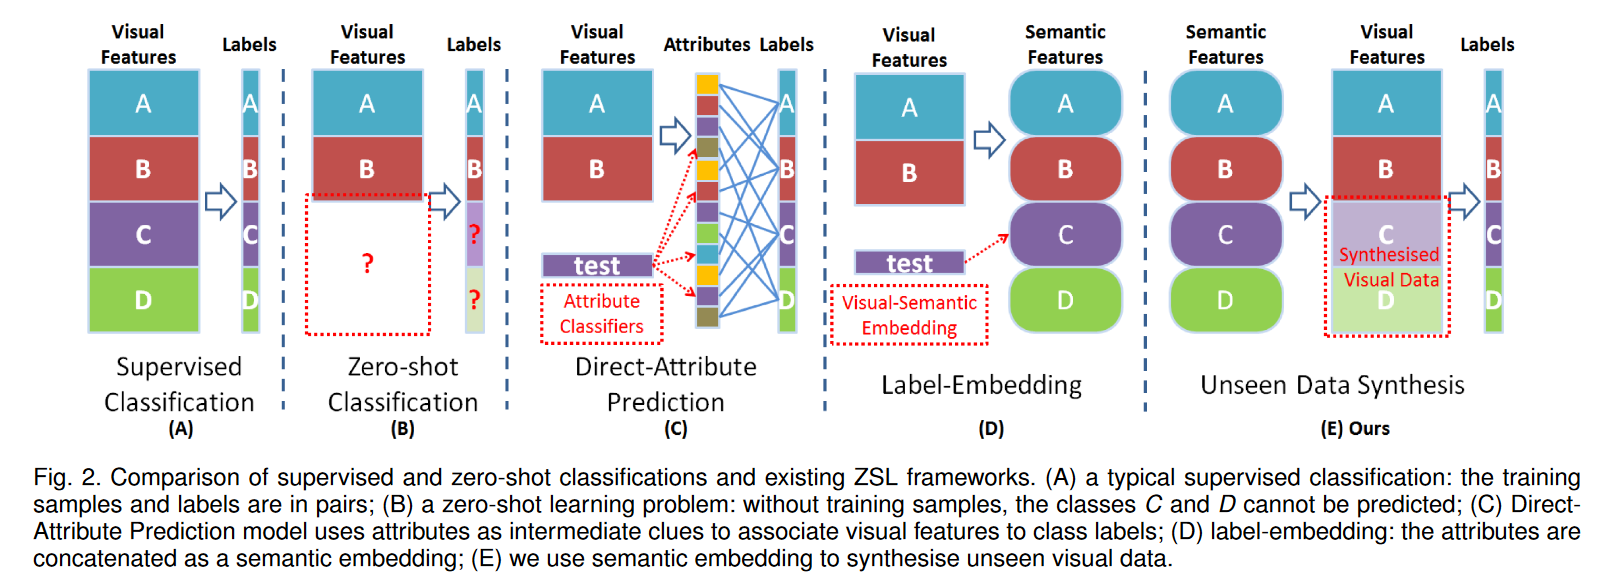 Visual Features Labels
A A
B B
C C
D D
Supervised Classification
(A)
Visual Features Labels
A A
B B
? ?
?
Zero-shot Classification
(B)
Visual Features Attributes Labels
A A
B B
C
test
D
Attribute Classifiers
Direct-Attribute Prediction
(C)
Visual Features Semantic Features
A A
B B
C
test
D
Visual-Semantic Embedding
Label-Embedding
(D)
Semantic Features Visual Features Labels
A A A
B B B
C C C
Synthesised Visual Data
D D D
Unseen Data Synthesis
(E) Ours
Fig. 2. Comparison of supervised and zero-shot classifications and existing ZSL frameworks. (A) a typical supervised classification: the training
samples and labels are in pairs; (B) a zero-shot learning problem: without training samples, the classes C and D cannot be predicted; (C) Direct-
Attribute Prediction model uses attributes as intermediate clues to associate visual features to class labels; (D) label-embedding: the attributes are
concatenated as a semantic embedding; (E) we use semantic embedding to synthesise unseen visual data.